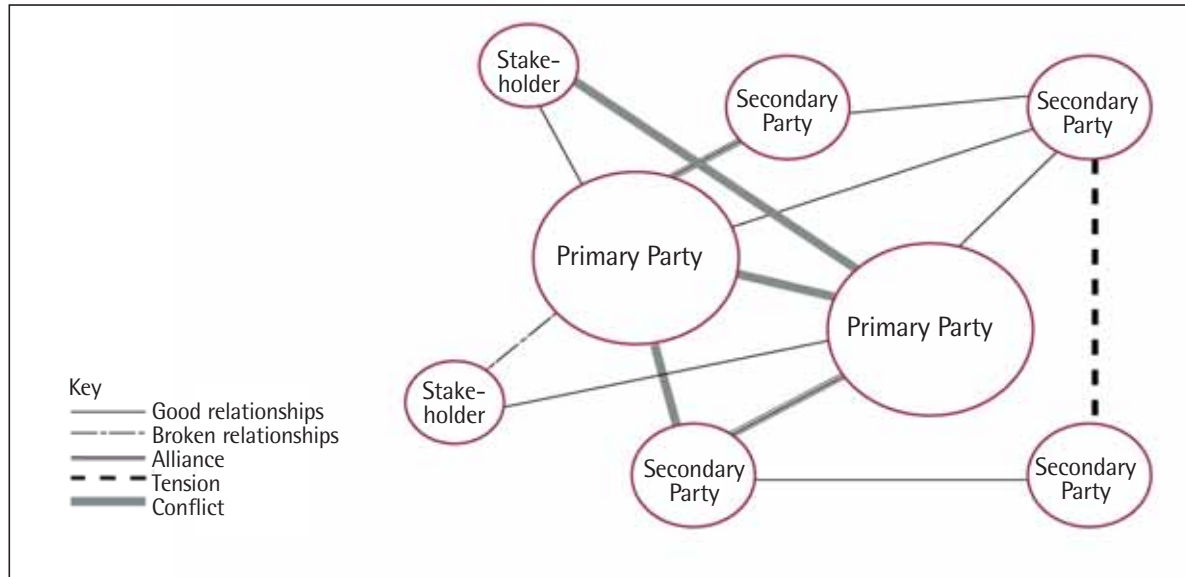 Stake-
holder
Secondary
Party
Secondary
Party
Primary Party
Primary Party
Stake-
holder
Secondary
Party
Secondary
Party
Key
Good relationships
Broken relationships
Alliance
Tension
Conflict